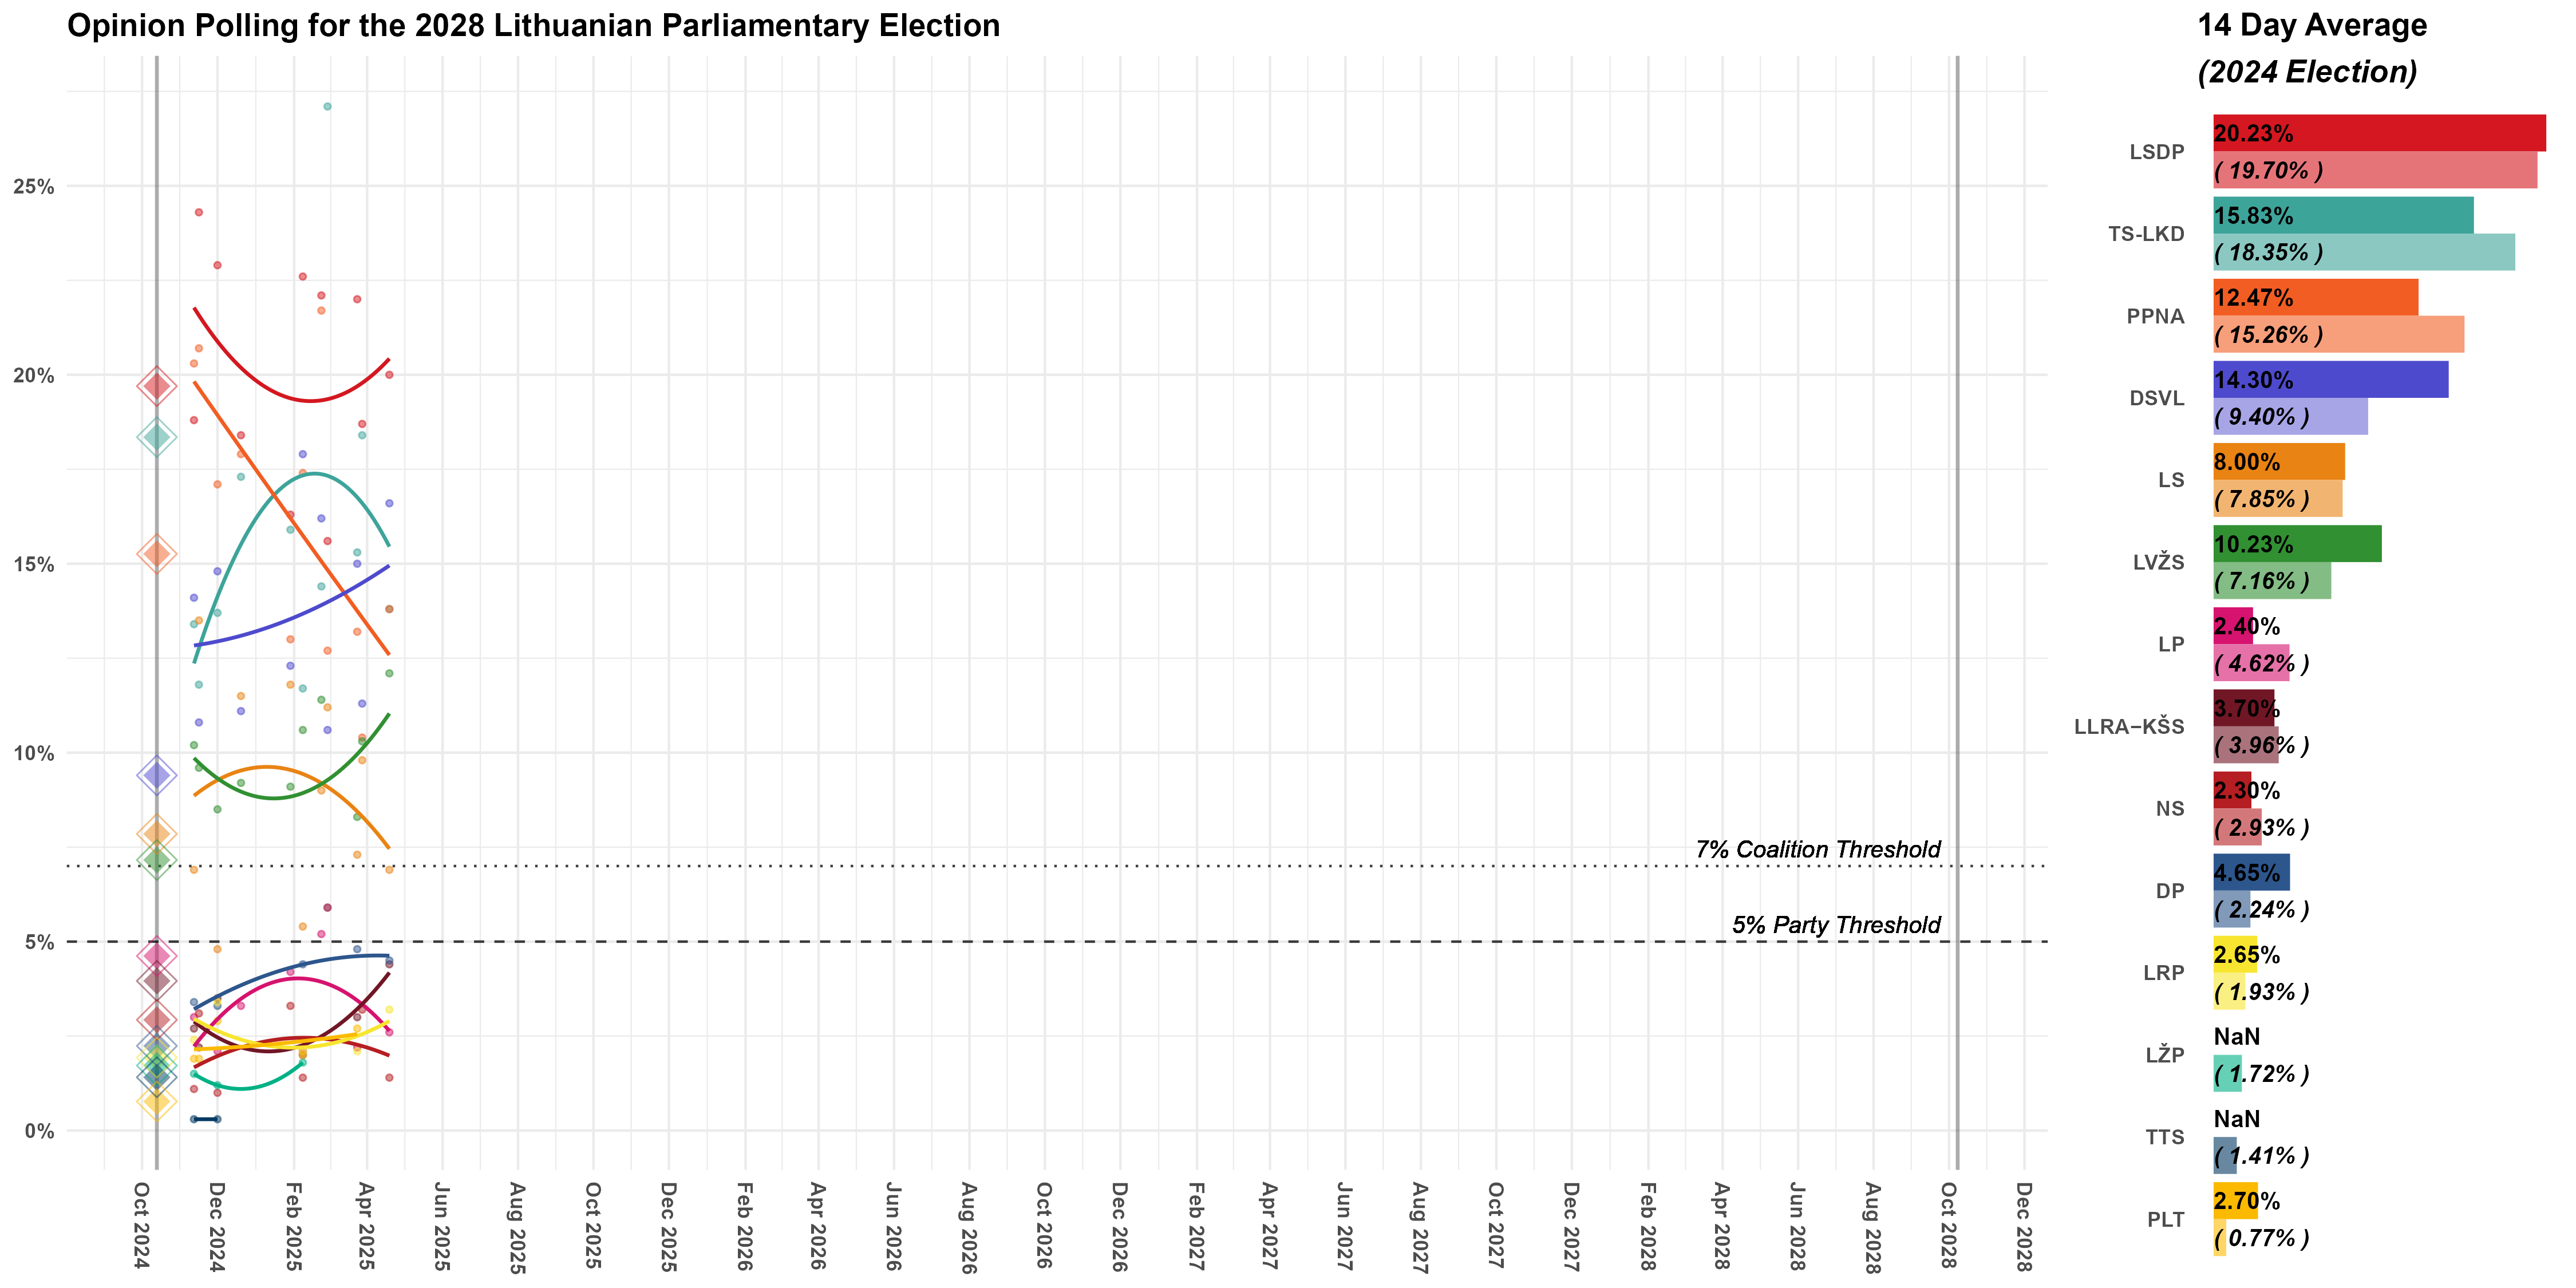 Opinion Polling for the 2028 Lithuanian Parliamentary Election
14 Day Average
(2024 Election)
25%
20%
15%
10%
5%
0%
7% Coalition Threshold
5% Party Threshold
Oct 2024
Dec 2024
Feb 2025
Apr 2025
Jun 2025
Aug 2025
Oct 2025
Dec 2025
Feb 2026
Apr 2026
Jun 2026
Aug 2026
Oct 2026
Dec 2026
Feb 2027
Apr 2027
Jun 2027
Aug 2027
Oct 2027
Dec 2027
Feb 2028
Apr 2028
Jun 2028
Aug 2028
Oct 2028
Dec 2028
LSDP
20.23%
( 19.70% )
TS-LKD
15.83%
( 18.35% )
PPNA
12.47%
( 15.26% )
DSVL
14.30%
( 9.40% )
LS
8.00%
( 7.85% )
LVŽS
10.23%
( 7.16% )
LP
2.40%
( 4.62% )
LLRA−KŠS
3.70%
( 3.96% )
NS
2.30%
( 2.93% )
DP
4.65%
( 2.24% )
LRP
2.65%
( 1.93% )
LŽP
NaN
( 1.72% )
TTS
NaN
( 1.41% )
PLT
2.70%
( 0.77% )